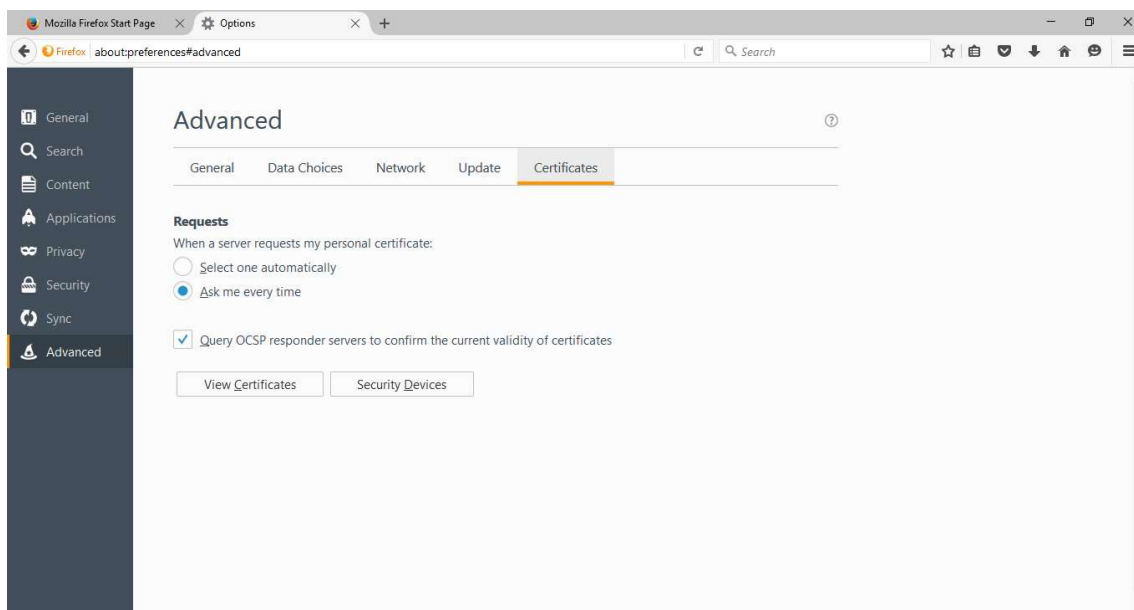 Mozilla Firefox Start Page
Options
Firefox about:preferences#advanced
Search
General
Search
Content
Applications
Privacy
Security
Sync
Advanced
Advanced
General Data Choices Network Update Certificates
Requests
When a server requests my personal certificate:
Select one automatically
Ask me every time
Query OCSP responder servers to confirm the current validity of certificates
View Certificates Security Devices